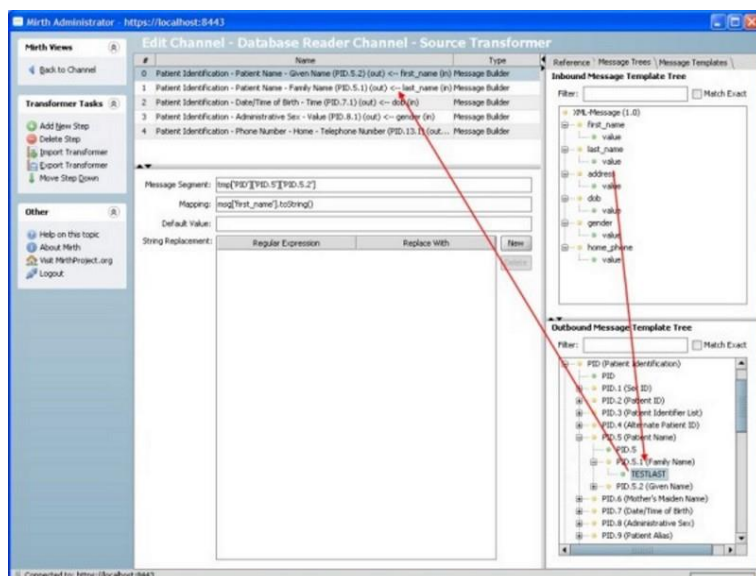 Mirth Administrator - https://localhost:8443
Mirth Views
Back to Channel
Transformer Tasks
Add New Step
Delete Step
Import Transformer
Export Transformer
Move Step Down
Other
Help on this topic
About Mirth
Visit MirthProject.org
Logout
Edit Channel - Database Reader Channel - Source Transformer
# Name Type
0 Patient Identification - Patient Name - Given Name (PID.5.2) (out) <-- first_name (in) Message Builder
1 Patient Identification - Patient Name - Family Name (PID.5.1) (out) <-- last_name (in) Message Builder
2 Patient Identification - Date/Time of Birth - Time (PID.7.1) (out) <-- dob (in) Message Builder
3 Patient Identification - Administrative Sex - Value (PID.8.1) (out) <-- gender (in) Message Builder
4 Patient Identification - Phone Number - Home - Telephone Number (PID.13.1) (out... Message Builder
Message Segment: tmp['PID']['PID.5']['PID.5.2']
Mapping: msg['first_name'].toString()
Default Value:
String Replacement: Regular Expression Replace With New
Delete
Reference Message Trees Message Templates
Inbound Message Template Tree
Filter: Match Exact
XML-Message (1.0)
first_name
value
last_name
value
address
value
dob
value
gender
value
home_phone
value
Outbound Message Template Tree
Filter: Match Exact
PID (Patient Identification)
PID
PID.1 (Set ID)
PID.2 (Patient ID)
PID.3 (Patient Identifier List)
PID.4 (Alternate Patient ID)
PID.5 (Patient Name)
PID.5
PID.5.1 (Family Name)
TESTLAST
PID.5.2 (Given Name)
PID.6 (Mother's Maiden Name)
PID.7 (Date/Time of Birth)
PID.8 (Administrative Sex)
PID.9 (Patient Alias)
Connected to: https://localhost:8443